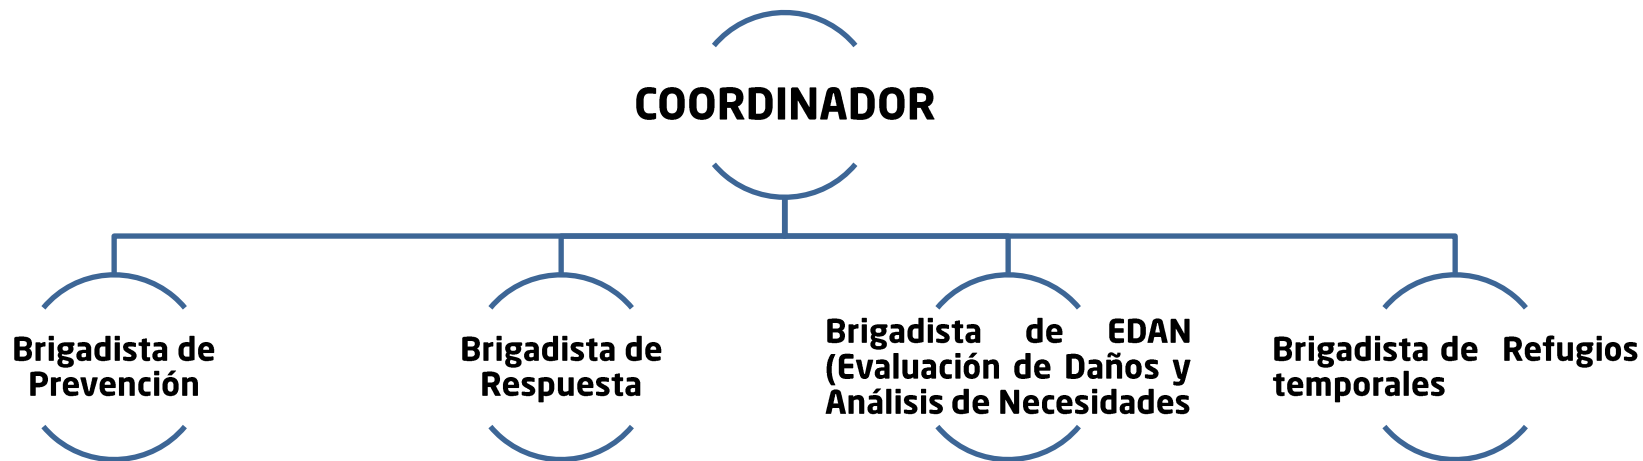 COORDINADOR
Brigadista de
Prevención
Brigadista de
Respuesta
Brigadista de EDAN
(Evaluación de Daños y
Análisis de Necesidades
Brigadista de Refugios
temporales